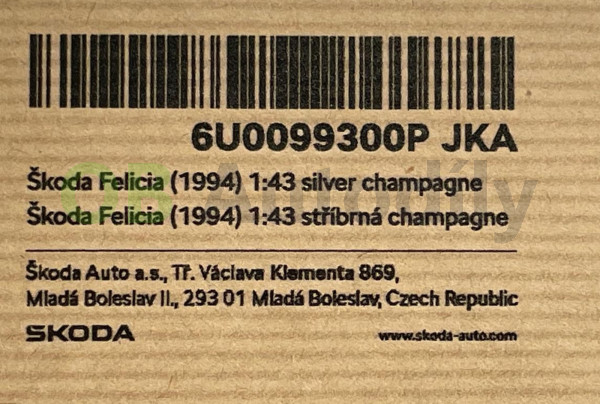 6U0099300P JKA
Škoda Felicia (1994) 1:43 silver champagne
Škoda Felicia (1994) 1:43 stříbrná champagne
Škoda Auto a.s., Tř. Václava Klementa 869,
Mladá Boleslav II., 293 01 Mladá Boleslav, Czech Republic
SKODA
www.skoda-auto.com